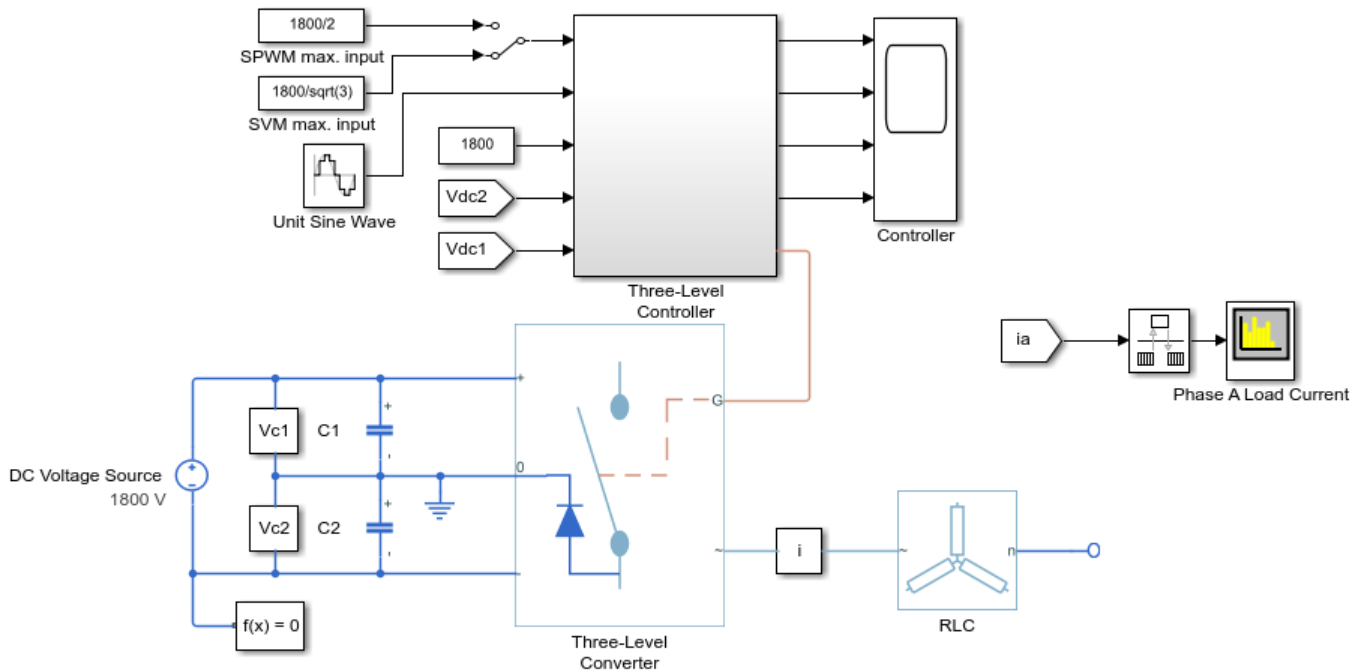 1800/2
SPWM max. input
1800/sqrt(3)
SVM max. input
Unit Sine Wave
1800
Vdc2
Vdc1
Three-Level
Controller
Controller
ia
Phase A Load Current
DC Voltage Source
1800 V
Vc1
C1
+
-
Vc2
C2
+
-
f(x) = 0
+
0
-
G
~
Three-Level
Converter
i
~
n
RLC